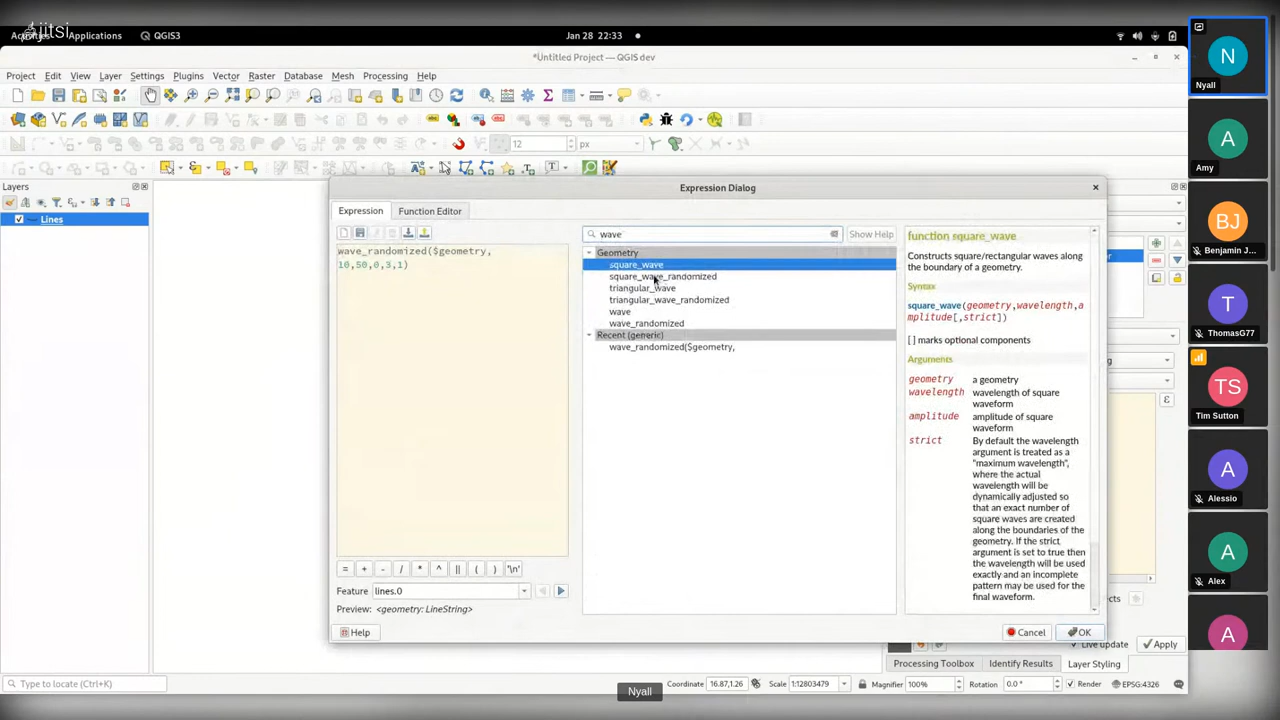 jitsi
Applications QGIS3 Jan 28 22:33
*Untitled Project — QGIS dev
Project Edit View Layer Settings Plugins Vector Raster Database Mesh Processing Help
12 px
Layers
Lines
Expression Dialog
Expression Function Editor
wave Show Help
wave_randomized($geometry,
10,50,0,3,1)
Geometry
square_wave
square_wave_randomized
triangular_wave
triangular_wave_randomized
wave
wave_randomized
Recent (generic)
wave_randomized($geometry,
function square_wave
Constructs square/rectangular waves along
the boundary of a geometry.
Syntax
square_wave(geometry,wavelength,a
mplitude[,strict])
[ ] marks optional components
Arguments
geometry a geometry
wavelength wavelength of square
waveform
amplitude amplitude of square
waveform
strict By default the wavelength
argument is treated as a
"maximum wavelength",
where the actual
wavelength will be
dynamically adjusted so
that an exact number of
square waves are created
along the boundaries of the
geometry. If the strict
argument is set to true then
the wavelength will be used
exactly and an incomplete
pattern may be used for the
final waveform.
= + - / * ^ || ( ) '\n'
Feature lines.0
Preview: <geometry: LineString>
Help Cancel OK
Live update Apply
Processing Toolbox Identify Results Layer Styling
Type to locate (Ctrl+K) Coordinate 16.87,1.26 Scale 1:12803479 Magnifier 100% Rotation 0.0 ° Render EPSG:4326
Nyall
N
Nyall
A
Amy
BJ
Benjamin J...
T
ThomasG77
TS
Tim Sutton
A
Alessio
A
Alex